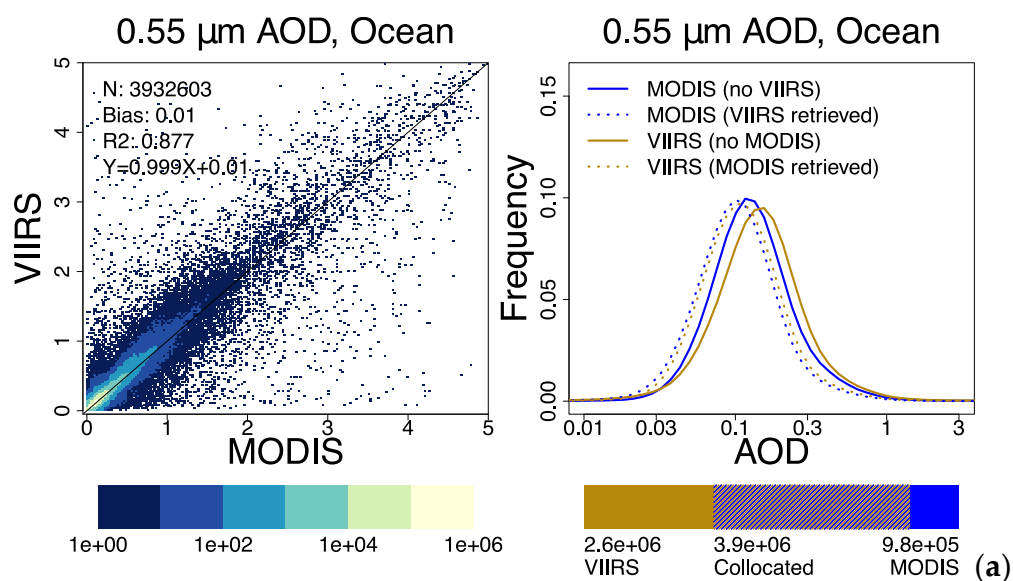 0.55 µm AOD, Ocean
N: 3932603
Bias: 0.01
R2: 0.877
Y=0.999X+0.01
VIIRS
5
4
3
2
1
0
0 1 2 3 4 5
MODIS
1e+00 1e+02 1e+04 1e+06
0.55 µm AOD, Ocean
MODIS (no VIIRS)
MODIS (VIIRS retrieved)
VIIRS (no MODIS)
VIIRS (MODIS retrieved)
Frequency
0.15
0.10
0.05
0.00
0.01 0.03 0.1 0.3 1 3
AOD
2.6e+06 3.9e+06 9.8e+05
VIIRS Collocated MODIS
(a)